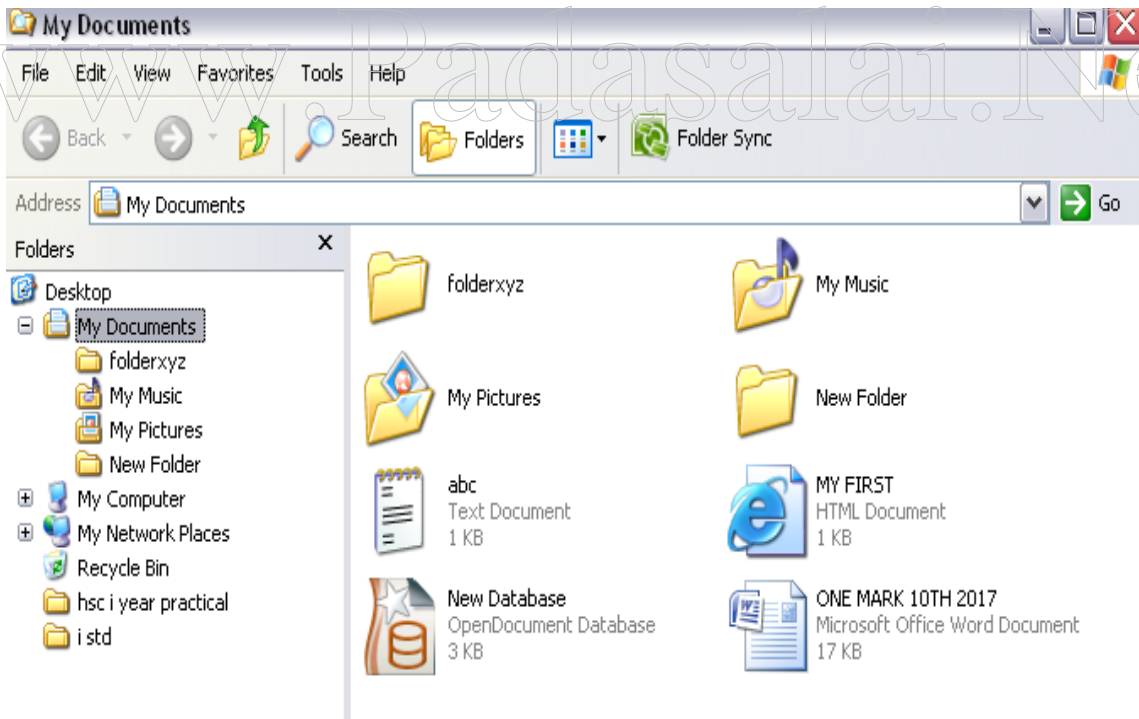 My Documents
www.Padasalai.Ne
File Edit View Favorites Tools Help
Back Search Folders Folder Sync
Address My Documents Go
Folders X
Desktop
My Documents
folderxyz
My Music
My Pictures
New Folder
My Computer
My Network Places
Recycle Bin
hsc i year practical
i std
folderxyz
My Music
My Pictures
New Folder
abc
Text Document
1 KB
MY FIRST
HTML Document
1 KB
New Database
OpenDocument Database
3 KB
ONE MARK 10TH 2017
Microsoft Office Word Document
17 KB